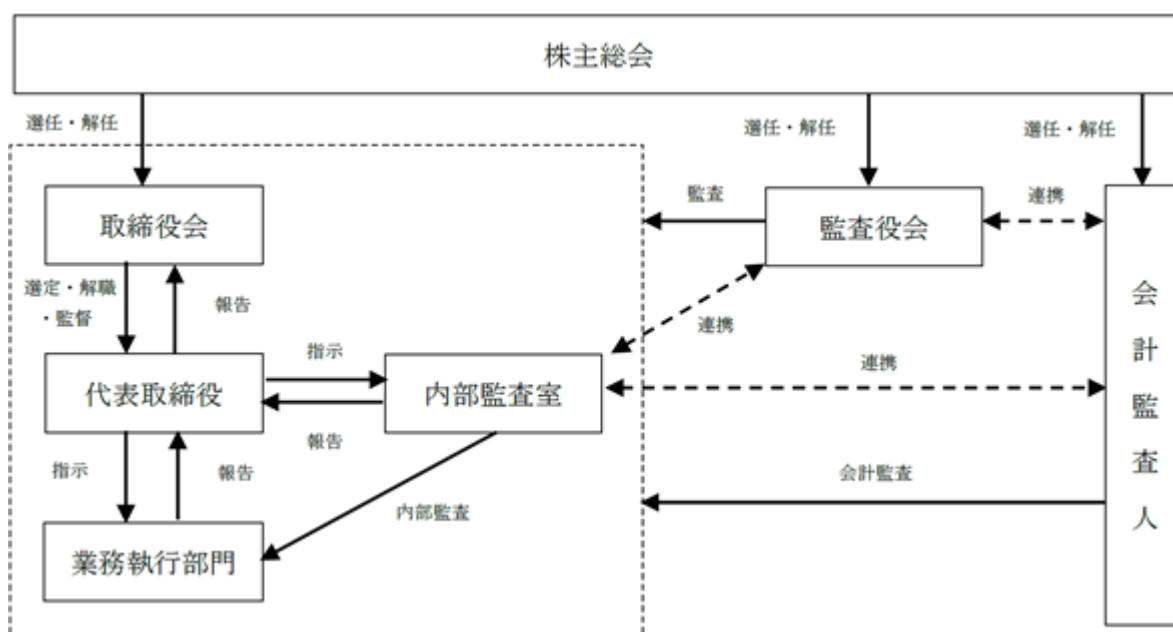 株主総会
選任・解任
選任・解任
選任・解任
取締役会
監査
監査役会
連携
選定・解職
・監督
報告
連携
代表取締役
指示
報告
内部監査室
連携
会計監査人
指示
報告
内部監査
会計監査
業務執行部門